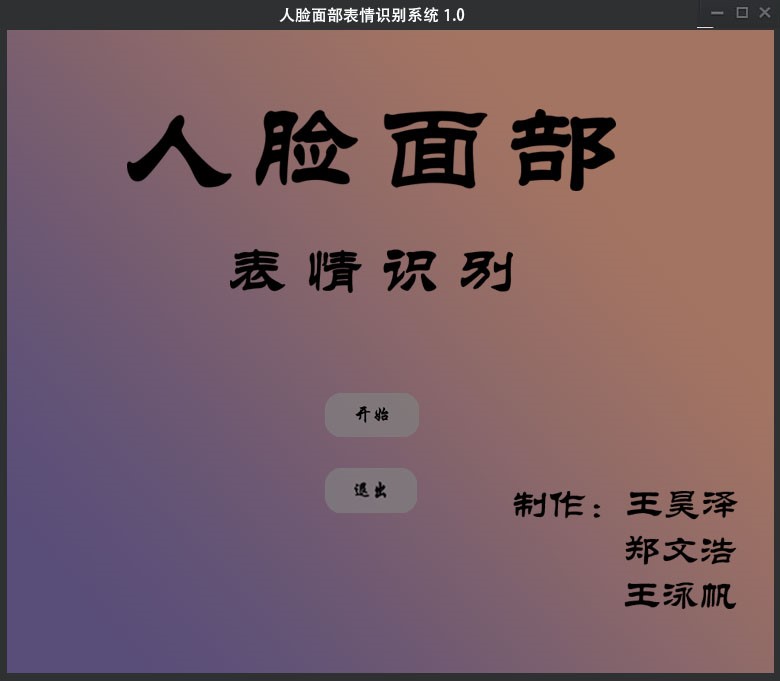 人脸面部表情识别系统 1.0
人脸面部
表情识别
开始
退出
制作：王昊泽
郑文浩
王泳帆